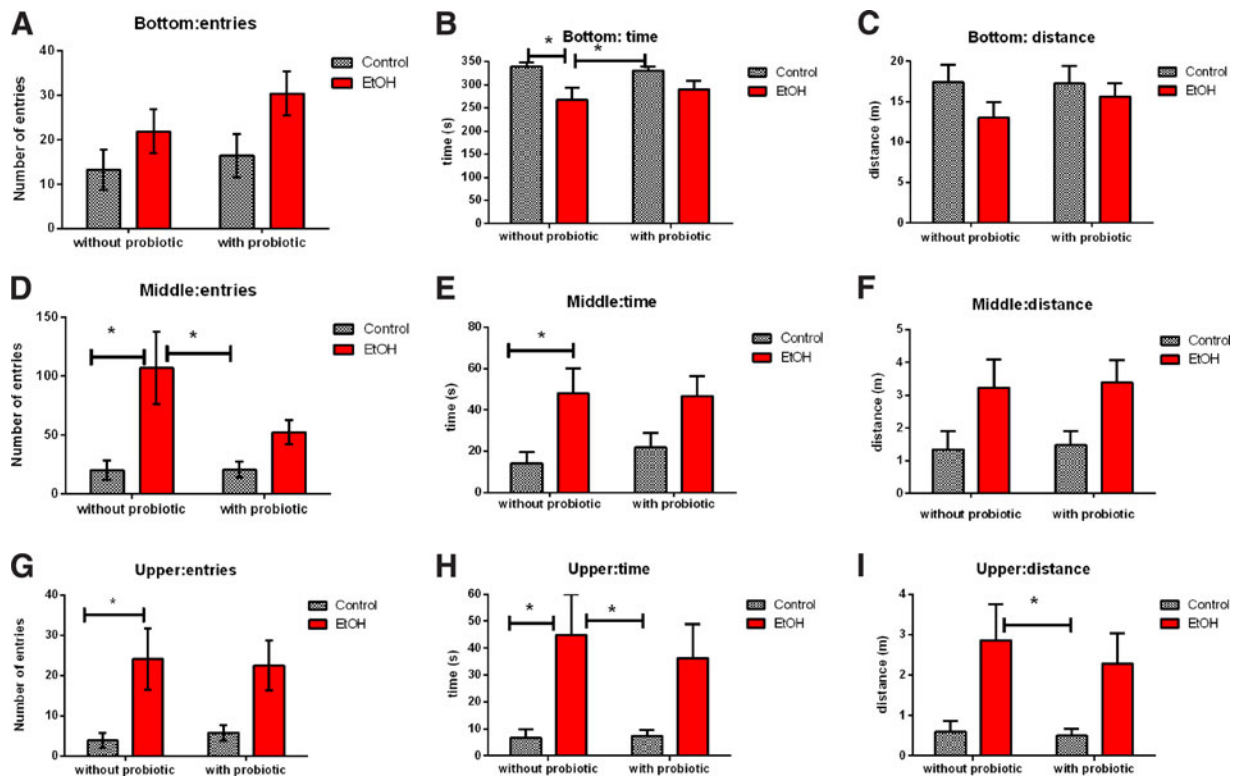 A
Bottom:entries
Number of entries
40
30
20
10
0
without probiotic
with probiotic
Control
EtOH
B
Bottom: time
*
*
time (s)
350
300
250
200
150
100
50
0
without probiotic
with probiotic
Control
EtOH
C
Bottom: distance
distance (m)
20
15
10
5
0
without probiotic
with probiotic
Control
EtOH
D
Middle:entries
*
*
Number of entries
150
100
50
0
without probiotic
with probiotic
Control
EtOH
E
Middle:time
*
time (s)
80
60
40
20
0
without probiotic
with probiotic
Control
EtOH
F
Middle:distance
distance (m)
5
4
3
2
1
0
without probiotic
with probiotic
Control
EtOH
G
Upper:entries
*
Number of entries
40
30
20
10
0
without probiotic
with probiotic
Control
EtOH
H
Upper:time
*
*
time (s)
60
50
40
30
20
10
0
without probiotic
with probiotic
Control
EtOH
I
Upper:distance
*
distance (m)
4
3
2
1
0
without probiotic
with probiotic
Control
EtOH